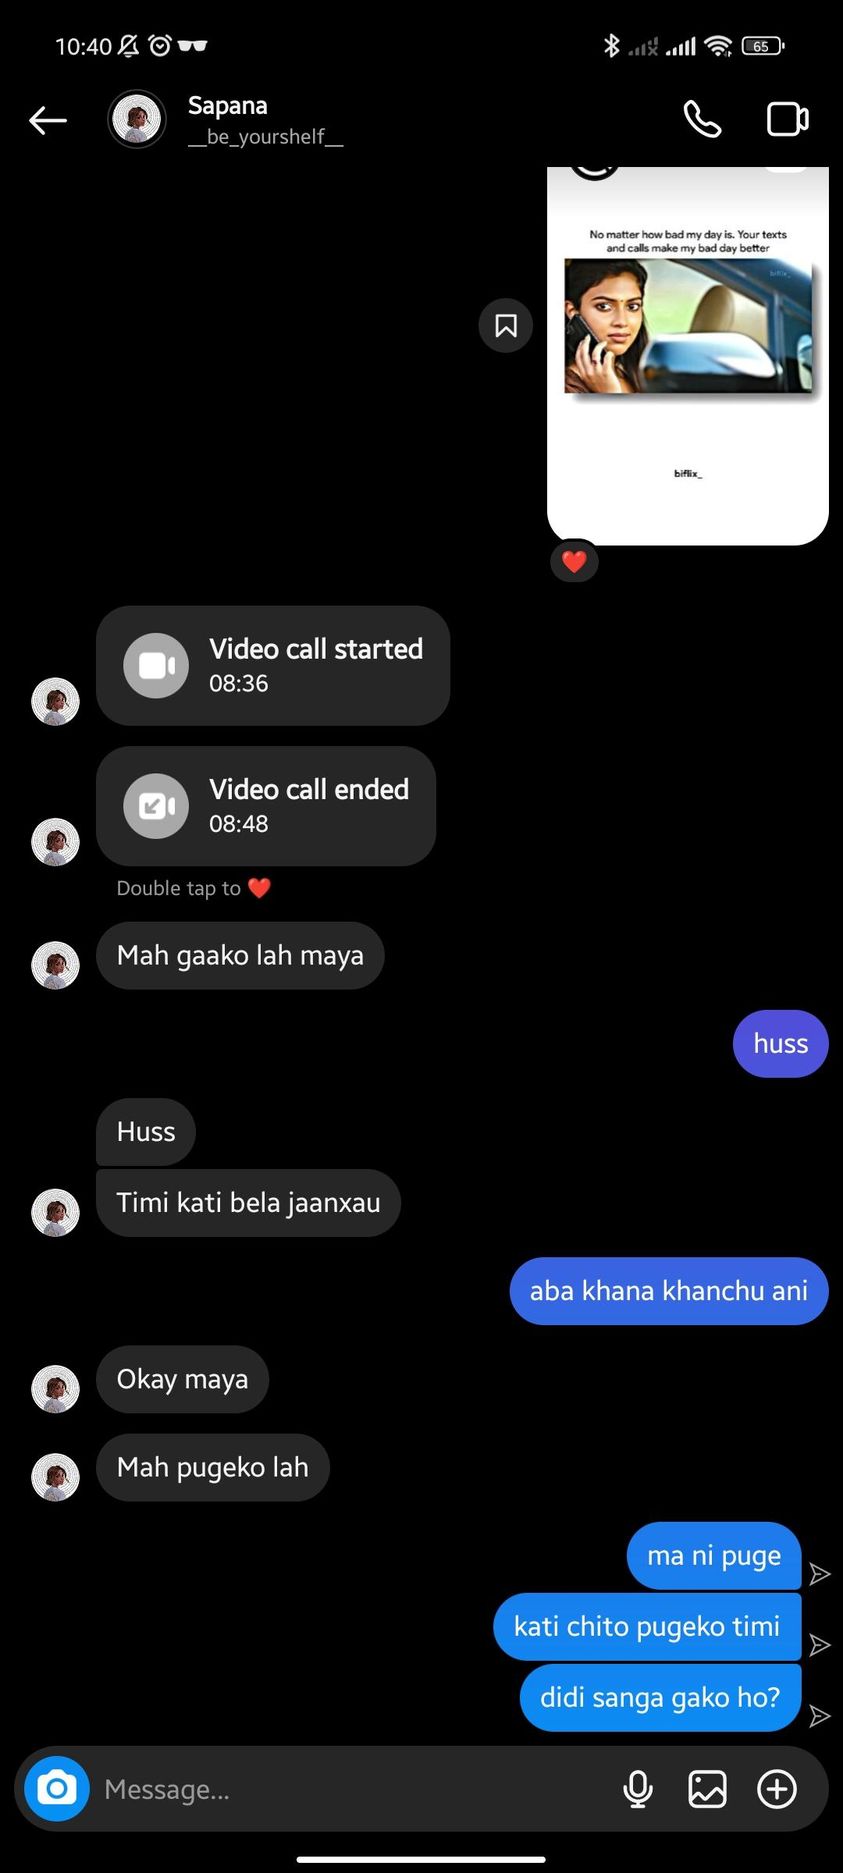 10:40
65
Sapana
__be_yourshelf__
No matter how bad my day is. Your texts
and calls make my bad day better
biflix_
biflix_
Video call started
08:36
Video call ended
08:48
Double tap to ❤️
Mah gaako lah maya
huss
Huss
Timi kati bela jaanxau
aba khana khanchu ani
Okay maya
Mah pugeko lah
ma ni puge
kati chito pugeko timi
didi sanga gako ho?
Message...